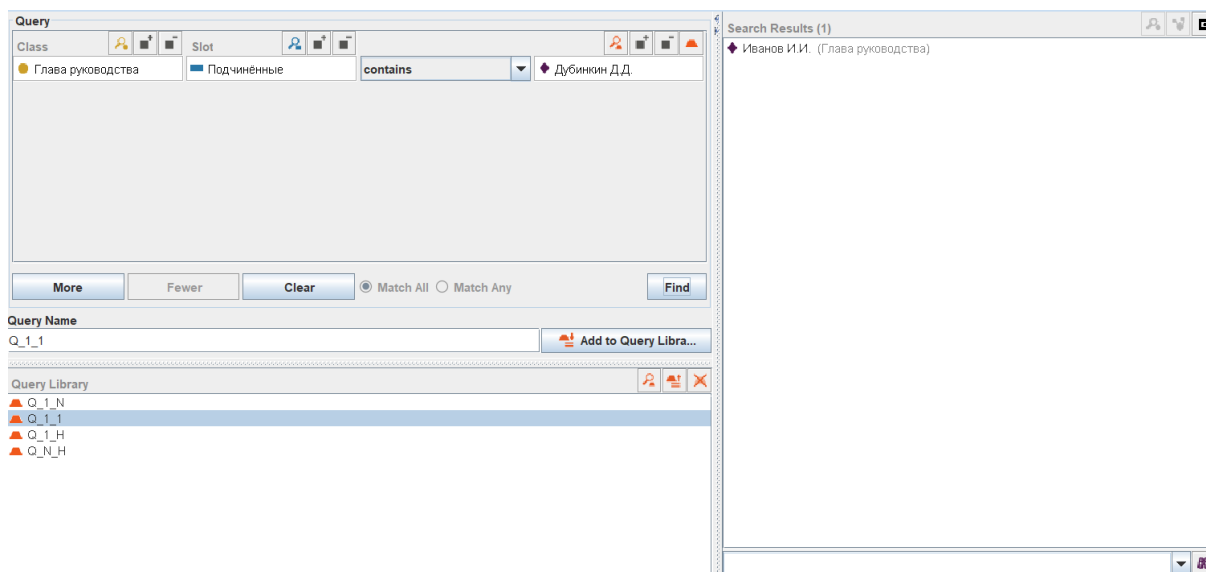 Query
Class
Slot
Глава руководства
Подчинённые
contains
Дубинкин Д.Д.
More
Fewer
Clear
Match All
Match Any
Find
Query Name
Q_1_1
Add to Query Libra...
Query Library
Q_1_N
Q_1_1
Q_1_H
Q_N_H
Search Results (1)
Иванов И.И. (Глава руководства)